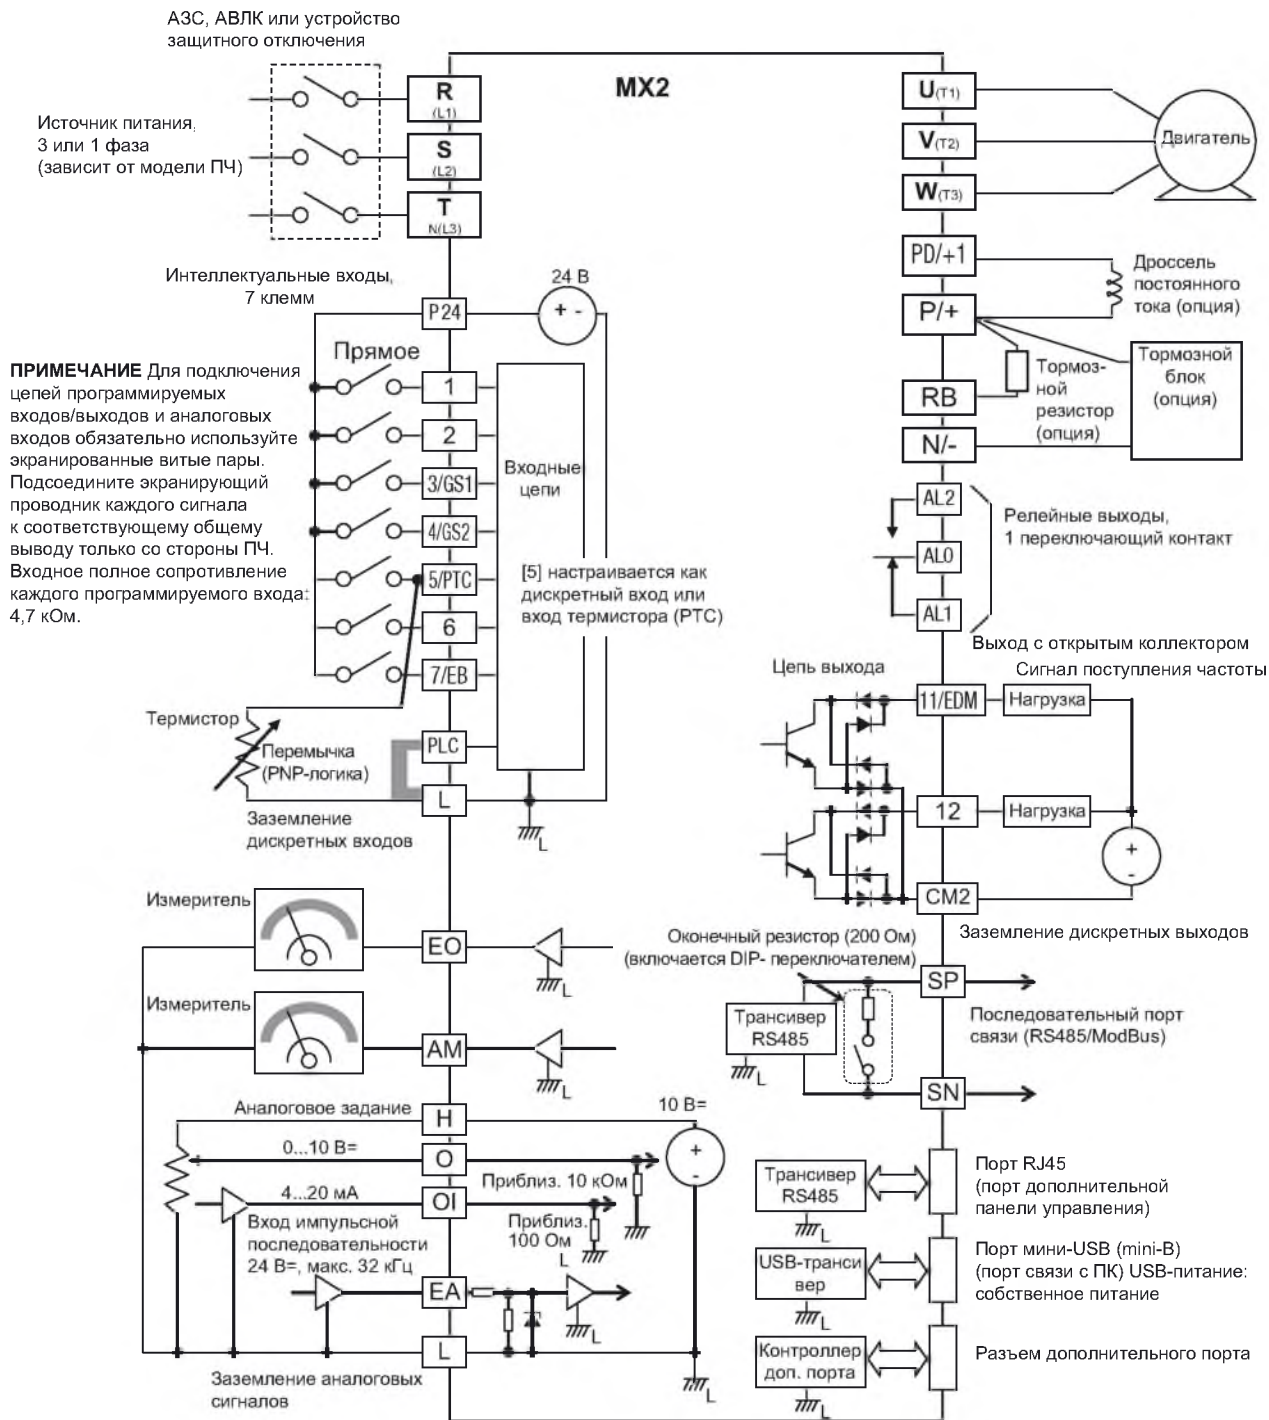 АЗС, АВЛК или устройство
защитного отключения
MX2
R
(L1)
S
(L2)
T
N(L3)
Источник питания,
3 или 1 фаза
(зависит от модели ПЧ)
U(T1)
V(T2)
W(T3)
Двигатель
PD/+1
P/+
Дроссель
постоянного
тока (опция)
RB
N/-
Тормоз-
ной
резистор
(опция)
Тормозной
блок
(опция)
Интеллектуальные входы,
7 клемм
24 В
+ -
P24
Прямое
1
2
3/GS1
4/GS2
5/PTC
6
7/EB
PLC
L
Входные
цепи
[5] настраивается как
дискретный вход или
вход термистора (PTC)
ПРИМЕЧАНИЕ Для подключения
цепей программируемых
входов/выходов и аналоговых
входов обязательно используйте
экранированные витые пары.
Подсоедините экранирующий
проводник каждого сигнала
к соответствующему общему
выводу только со стороны ПЧ.
Входное полное сопротивление
каждого программируемого входа:
4,7 кОм.
Термистор
Перемычка
(PNP-логика)
Заземление
дискретных входов
L
AL2
AL0
AL1
Релейные выходы,
1 переключающий контакт
Выход с открытым коллектором
Сигнал поступления частоты
Цепь выхода
11/EDM
Нагрузка
12
Нагрузка
+
-
CM2
Заземление дискретных выходов
Измеритель
EO
L
Измеритель
AM
L
Оконечный резистор (200 Ом)
(включается DIP- переключателем)
SP
Трансивер
RS485
L
Последовательный порт
связи (RS485/ModBus)
SN
Аналоговое задание
H
10 В=
+
-
0...10 В=
O
Приблиз. 10 кОм
4...20 мА
OI
Приблиз.
100 Ом
L
Вход импульсной
последовательности
24 В=, макс. 32 кГц
EA
L
L
L
Заземление аналоговых
сигналов
Трансивер
RS485
L
Порт RJ45
(порт дополнительной
панели управления)
USB-транси
вер
L
Порт мини-USB (mini-B)
(порт связи с ПК) USB-питание:
собственное питание
Контроллер
доп. порта
L
Разъем дополнительного порта